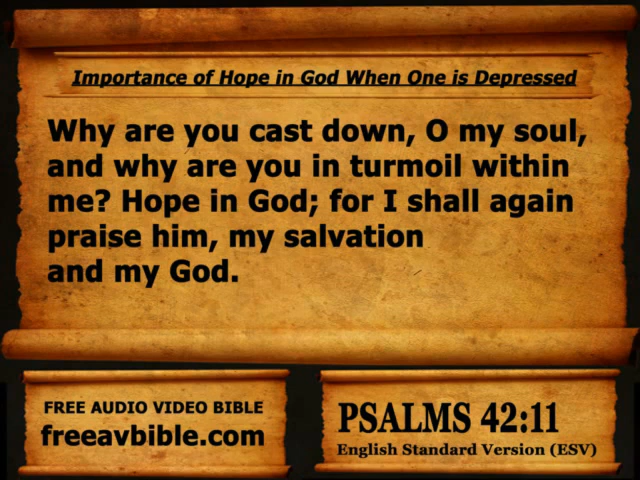 Importance of Hope in God When One is Depressed
Why are you cast down, O my soul,
and why are you in turmoil within
me? Hope in God; for I shall again
praise him, my salvation
and my God.
FREE AUDIO VIDEO BIBLE
freeavbible.com
PSALMS 42:11
English Standard Version (ESV)